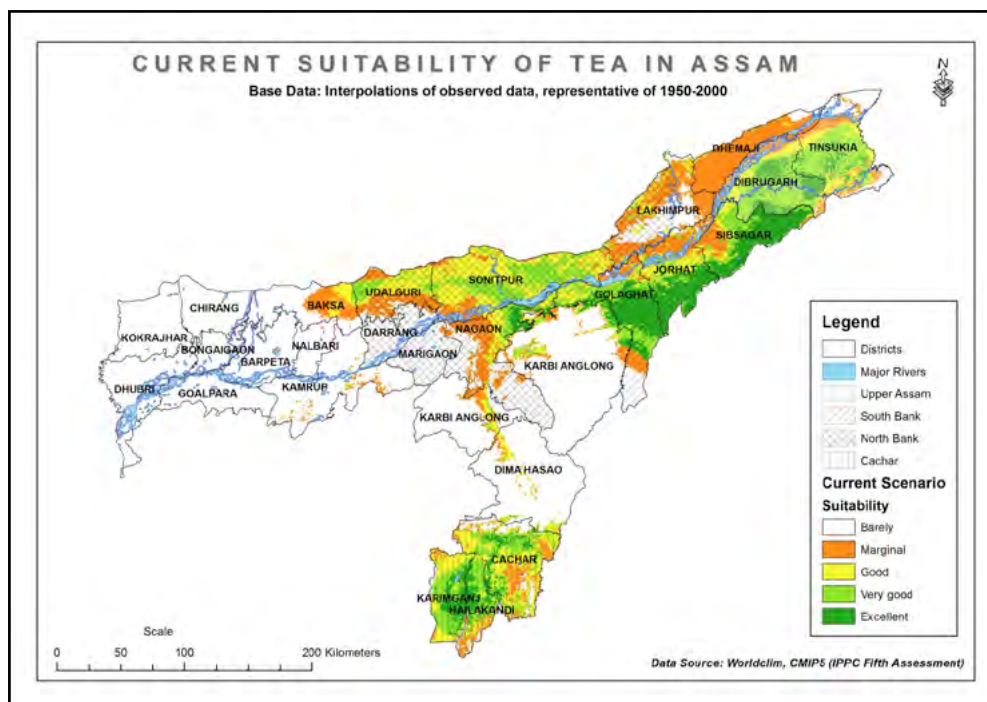 CURRENT SUITABILITY OF TEA IN ASSAM
Base Data: Interpolations of observed data, representative of 1950-2000
N
DHEMAJI
TINSUKIA
DIBRUGARH
LAKHIMPUR
SIBSAGAR
JORHAT
SONITPUR
GOLAGHAT
UDALGURI
BAKSA
CHIRANG
KOKRAJHAR
BONGAIGAON
NALBARI
BARPETA
DARRANG
NAGAON
MARIGAON
DHUBRI
GOALPARA
KAMRUP
KARBI ANGLONG
KARBI ANGLONG
DIMA HASAO
CACHAR
KARIMGANJ
HAILAKANDI
Legend
Districts
Major Rivers
Upper Assam
South Bank
North Bank
Cachar
Current Scenario
Suitability
Barely
Marginal
Good
Very good
Excellent
Scale
0 50 100 200 Kilometers
Data Source: Worldclim, CMIP5 (IPPC Fifth Assessment)